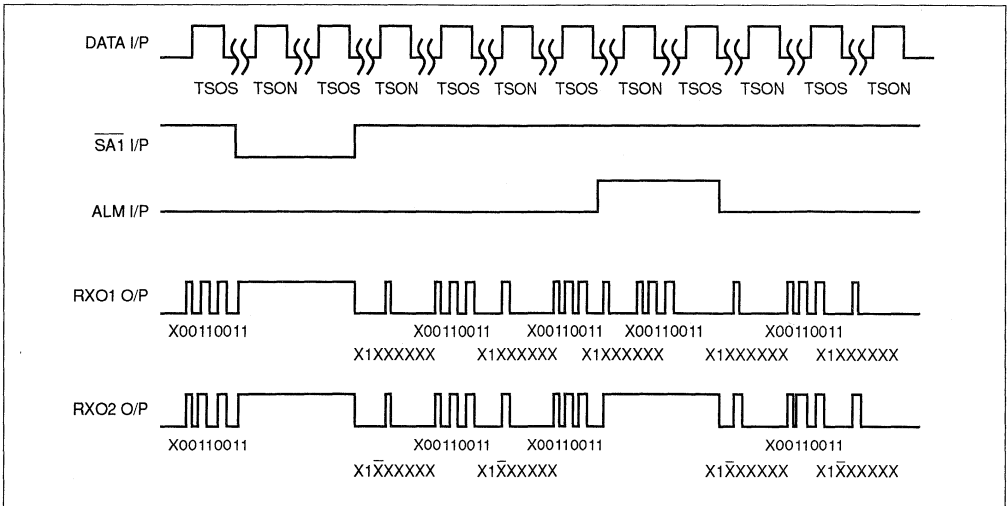 DATA I/P
TSOS TSON TSOS TSON TSOS TSON TSOS TSON TSOS TSON TSOS TSON
S̅A̅1̅ I/P
ALM I/P
RXO1 O/P
X00110011 X00110011 X00110011 X00110011 X00110011
X1XXXXXX X1XXXXXX X1XXXXXX X1XXXXXX X1XXXXXX
RXO2 O/P
X00110011 X00110011 X00110011 X00110011
X1X̅XXXXX X1X̅XXXXX X1X̅XXXXX X1X̅XXXXX